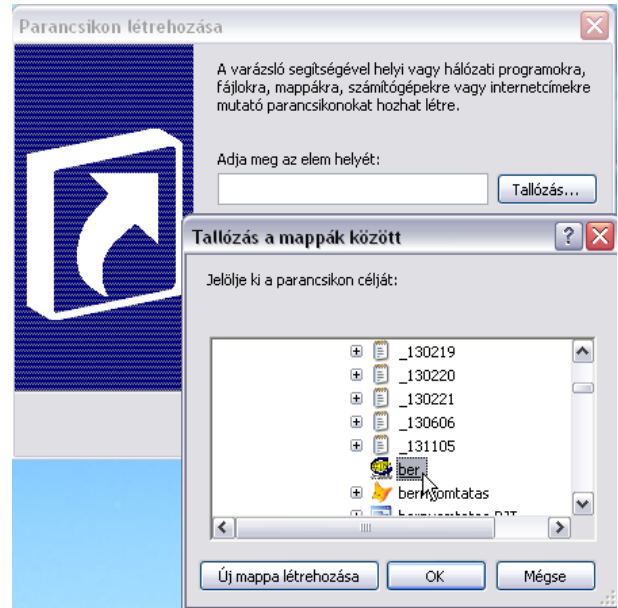 Parancsikon létrehozása
A varázsló segítségével helyi vagy hálózati programokra,
fájlokra, mappákra, számítógépekre vagy internetcímekre
mutató parancsikonokat hozhat létre.
Adja meg az elem helyét:
Tallózás...
Tallózás a mappák között
Jelölje ki a parancsikon célját:
_130219
_130220
_130221
_130606
_131105
ber
bernyomtatas
Új mappa létrehozása
OK
Mégse